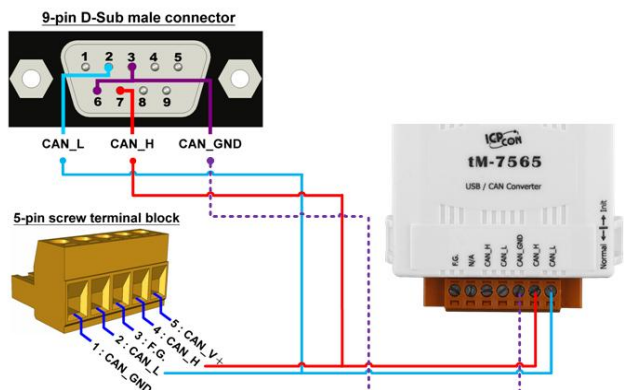 9-pin D-Sub male connector
1 2 3 4 5
6 7 8 9
CAN_L CAN_H CAN_GND
ICP CON
tM-7565
USB / CAN Converter
Normal Init
F.G.
N/A
CAN_H
CAN_L
CAN_GND
CAN_H
CAN_L
5-pin screw terminal block
5 : CAN_V+
4 : CAN_H
3 : F.G.
2 : CAN_L
1 : CAN_GND